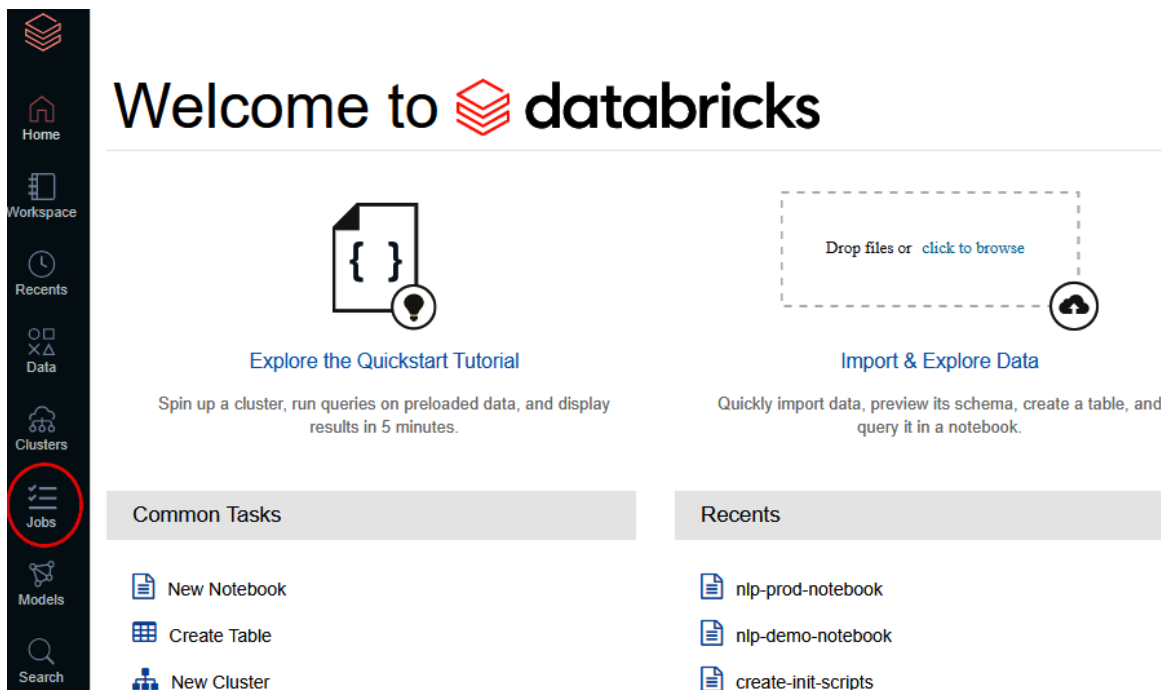 Home
Workspace
Recents
Data
Clusters
Jobs
Models
Search
Welcome to databricks
{ }
Explore the Quickstart Tutorial
Spin up a cluster, run queries on preloaded data, and display
results in 5 minutes.
Drop files or click to browse
Import & Explore Data
Quickly import data, preview its schema, create a table, and
query it in a notebook.
Common Tasks
New Notebook
Create Table
New Cluster
Recents
nlp-prod-notebook
nlp-demo-notebook
create-init-scripts